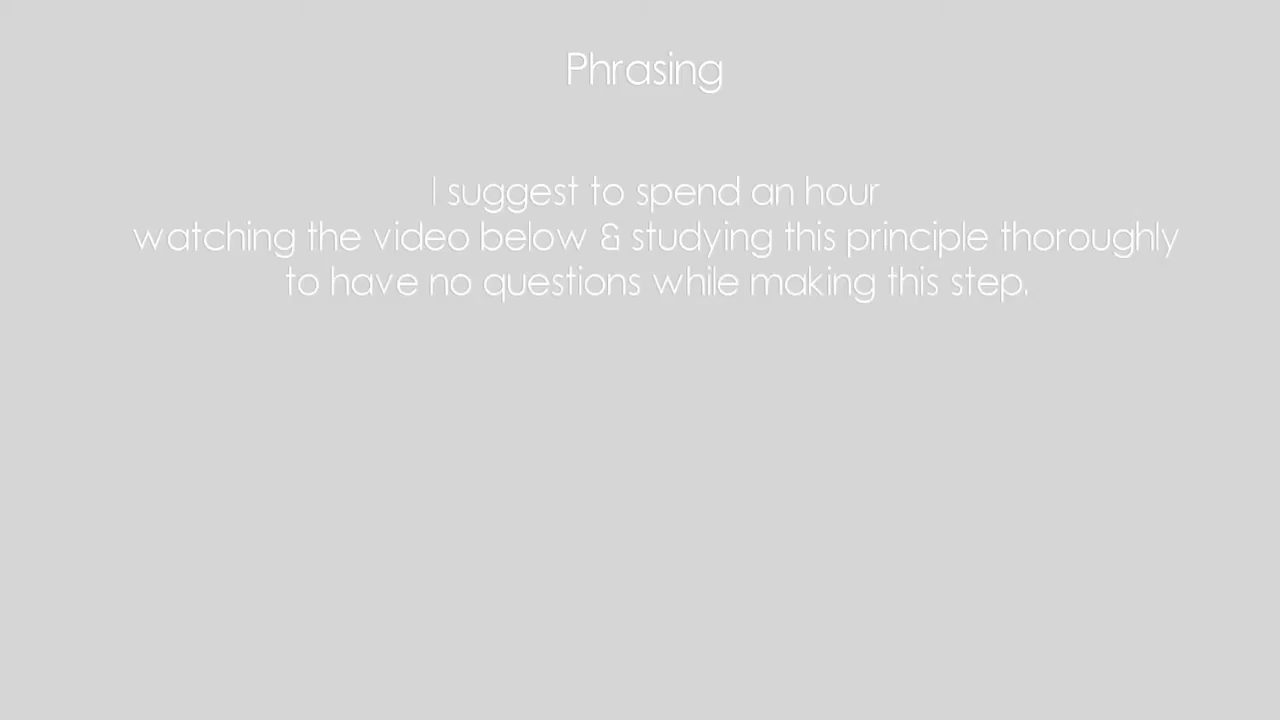 Phrasing
I suggest to spend an hour
watching the video below & studying this principle thoroughly
to have no questions while making this step.